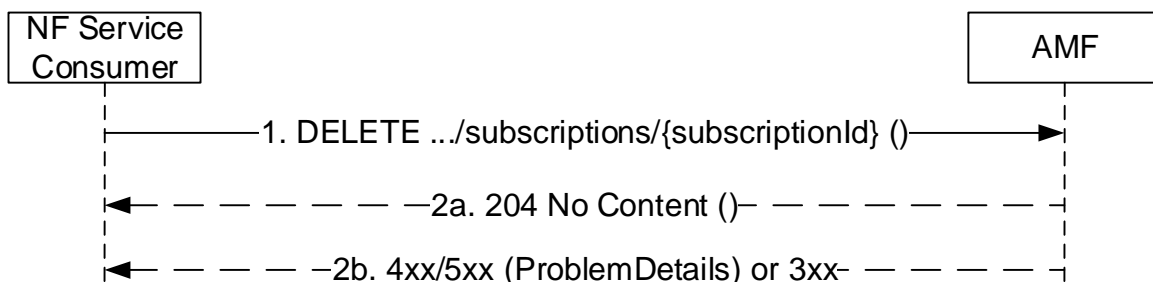 NF Service
Consumer
AMF
1. DELETE .../subscriptions/{subscriptionId} ()
2a. 204 No Content ()
2b. 4xx/5xx (ProblemDetails) or 3xx